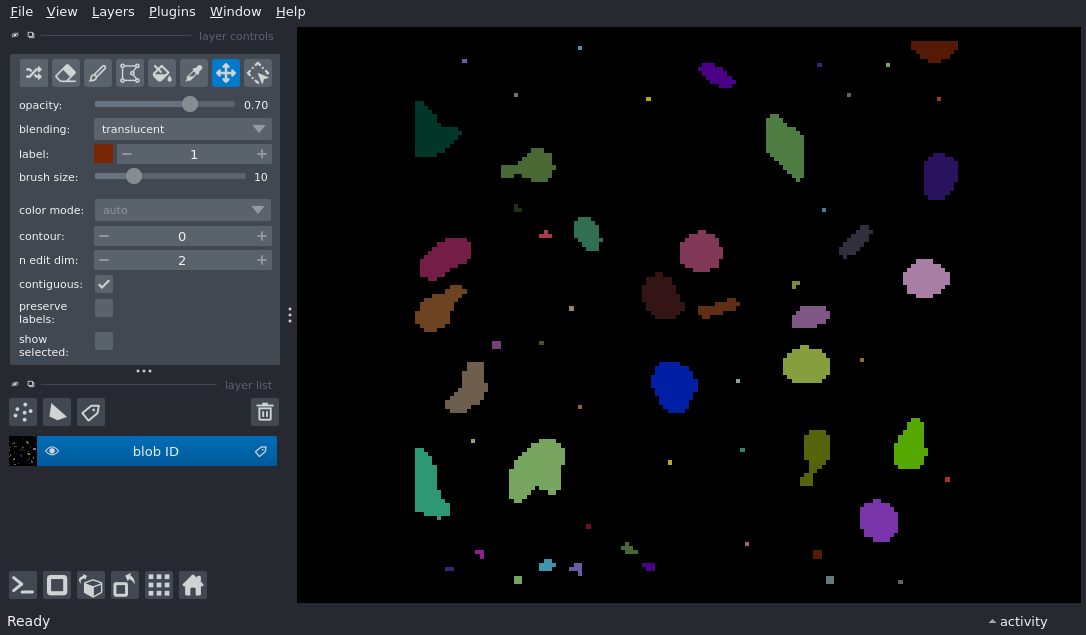 File View Layers Plugins Window Help
layer controls
opacity: 0.70
blending: translucent
label: 1
brush size: 10
color mode: auto
contour: 0
n edit dim: 2
contiguous:
preserve
labels:
show
selected:
layer list
blob ID
Ready activity